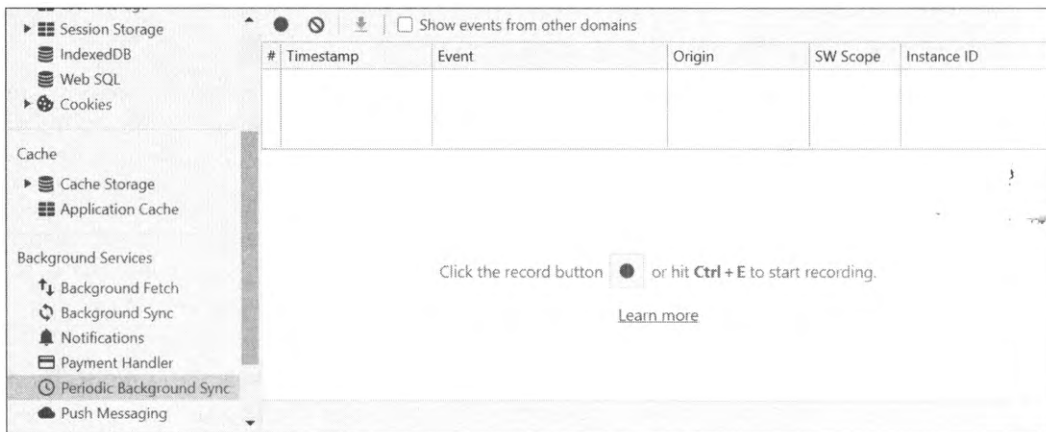 Session Storage
IndexedDB
Web SQL
Cookies
Cache
Cache Storage
Application Cache
Background Services
Background Fetch
Background Sync
Notifications
Payment Handler
Periodic Background Sync
Push Messaging
Show events from other domains
# Timestamp Event Origin SW Scope Instance ID
Click the record button or hit Ctrl + E to start recording.
Learn more